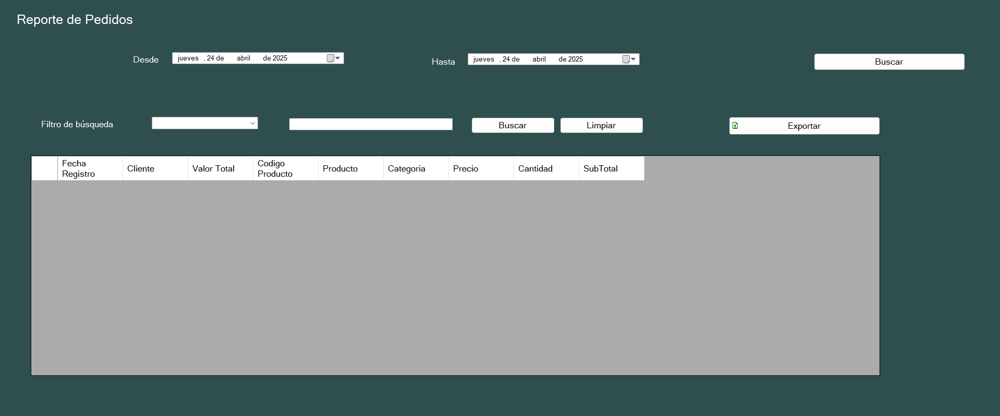 Reporte de Pedidos
Desde
jueves , 24 de abril de 2025
Hasta
jueves , 24 de abril de 2025
Buscar
Filtro de búsqueda
Buscar
Limpiar
Exportar
Fecha
Registro
Cliente
Valor Total
Codigo
Producto
Producto
Categoria
Precio
Cantidad
SubTotal